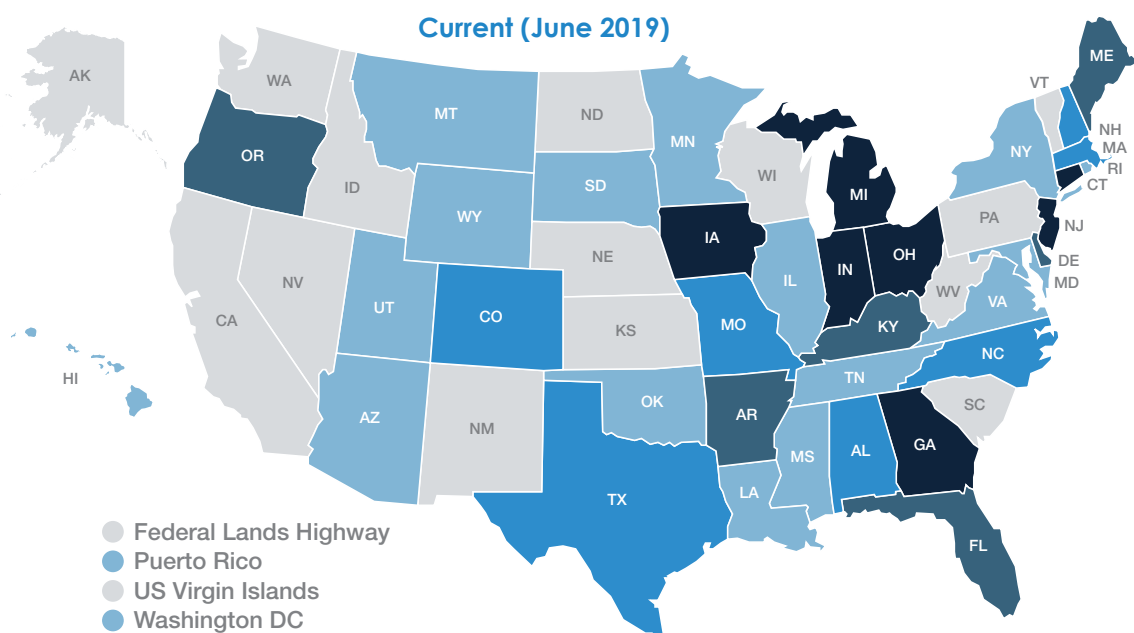 Current (June 2019)
AK
WA
MT
ND
MN
VT
ME
NH
MA
RI
CT
NY
OR
ID
WY
SD
WI
MI
PA
NJ
IA
NE
NV
UT
CO
IL
IN
OH
DE
MD
WV
VA
CA
KS
MO
KY
NC
HI
AZ
NM
OK
AR
TN
SC
MS
AL
GA
TX
LA
FL
Federal Lands Highway
Puerto Rico
US Virgin Islands
Washington DC